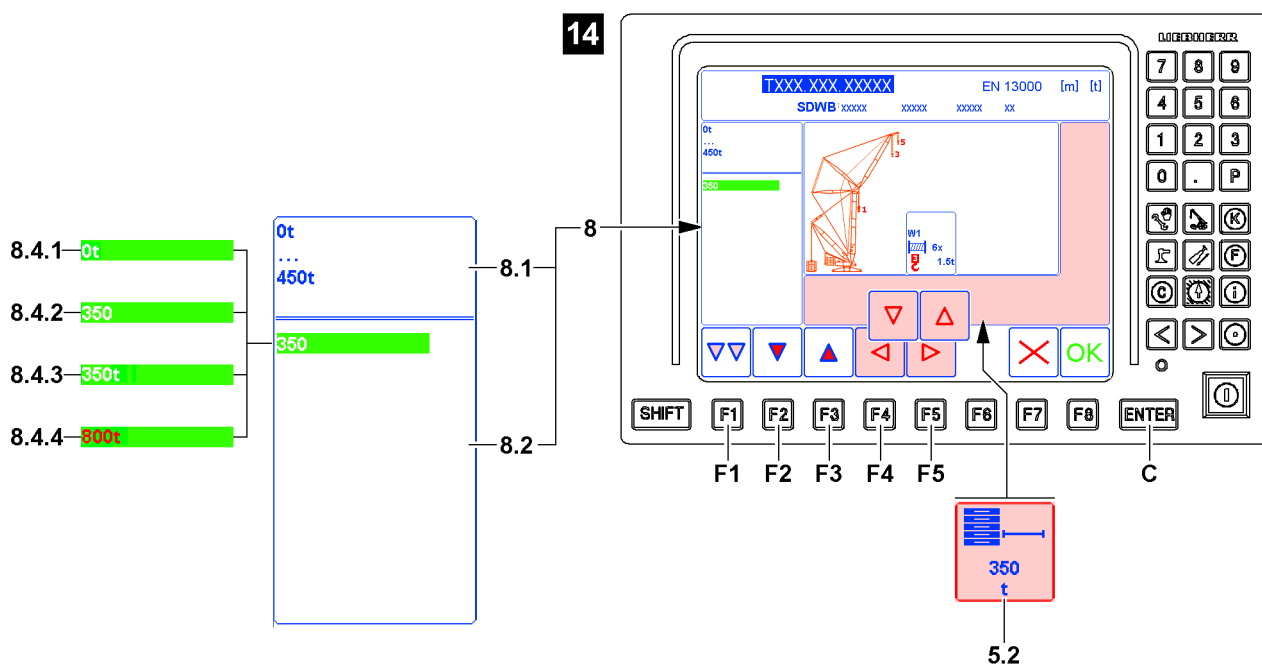 14
LIEBHERR
TXXX. XXX. XXXXX EN 13000 [m] [t]
SDWB xxxxx xxxxx xxxxx xx
0t
...
450t
350
5
3
1
W1
6x
3
1.5t
OK
7 8 9
4 5 6
1 2 3
0 . P
K
F
C i
SHIFT F1 F2 F3 F4 F5 F6 F7 F8 ENTER
F1 F2 F3 F4 F5 C
8.4.1 0t
8.4.2 350
8.4.3 350t
8.4.4 800t
0t
...
450t
350
8.1
8
8.2
350
t
5.2